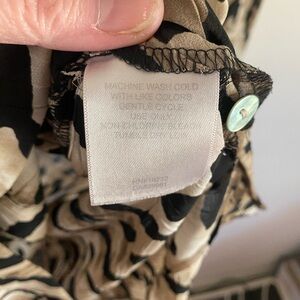 MACHINE WASH COLD
WITH LIKE COLORS
GENTLE CYCLE
USE ONLY
NON-CHLORINE BLEACH
TUMBLE DRY LOW